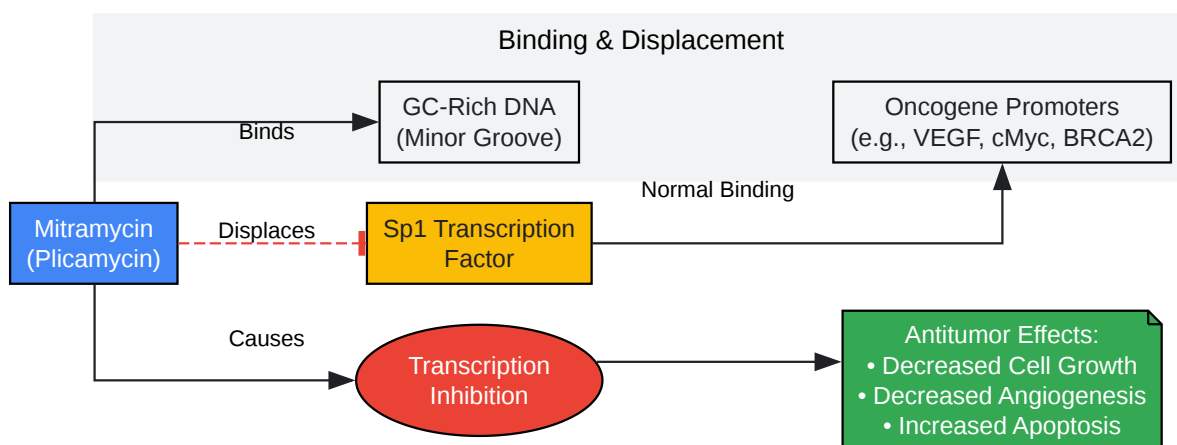 Binding & Displacement
GC-Rich DNA
(Minor Groove)
Oncogene Promoters
(e.g., VEGF, cMyc, BRCA2)
Binds
Normal Binding
Mitramycin
(Plicamycin)
Displaces
Sp1 Transcription
Factor
Causes
Transcription
Inhibition
Antitumor Effects:
• Decreased Cell Growth
• Decreased Angiogenesis
• Increased Apoptosis